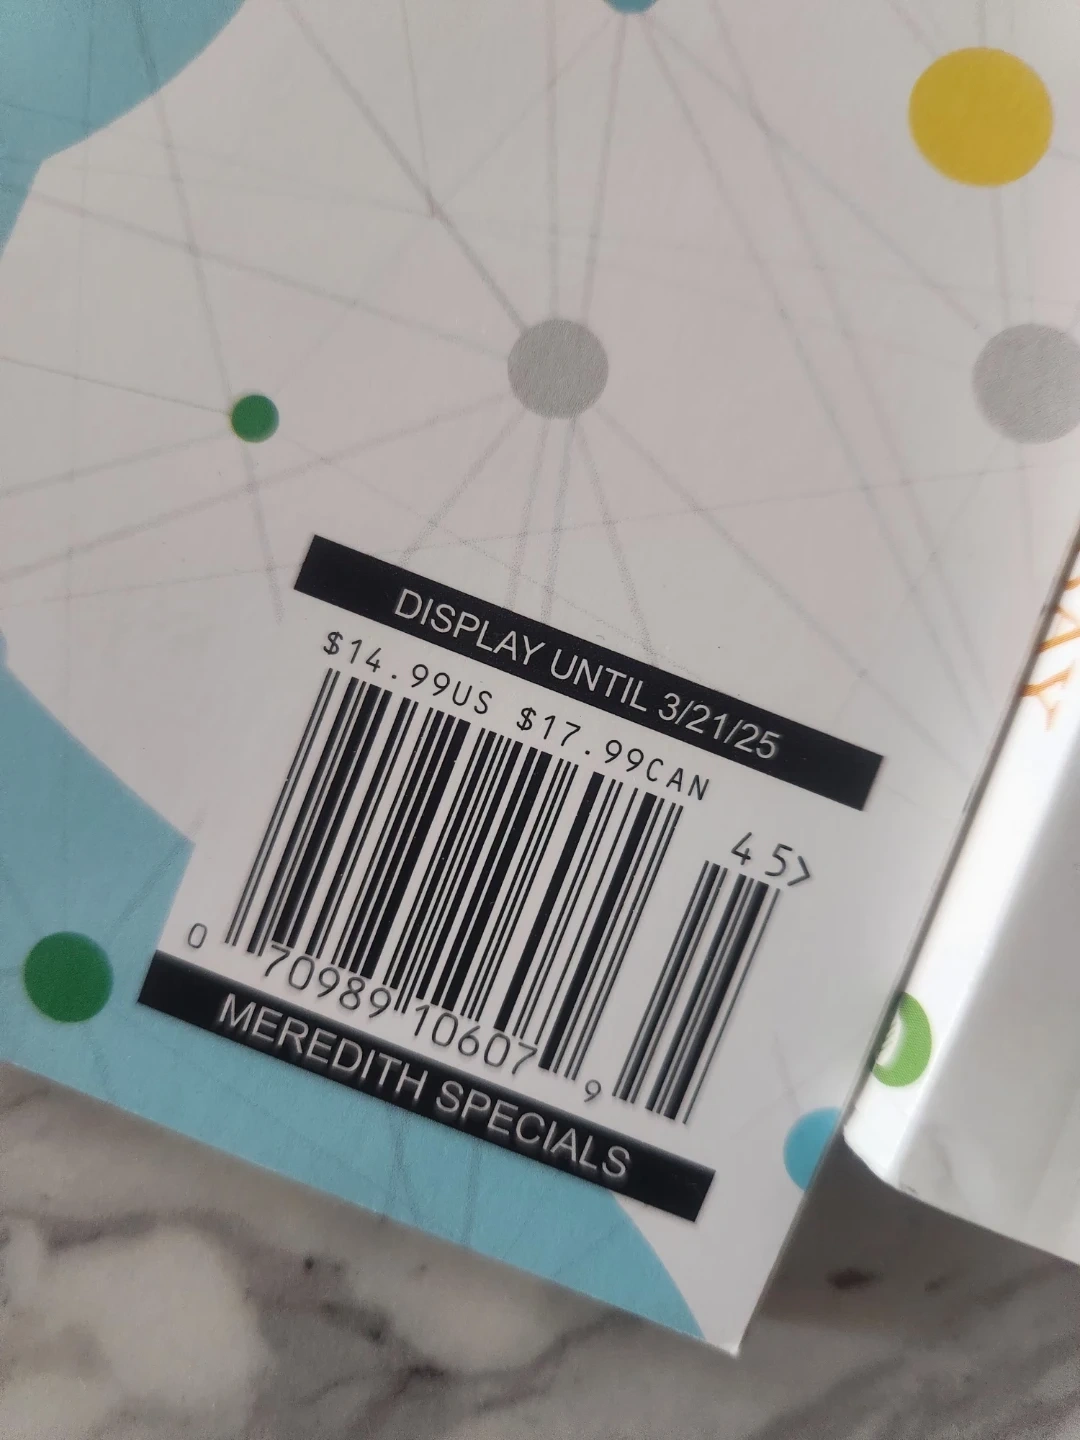 DISPLAY UNTIL 3/21/25
$14.99US $17.99CAN
45>
0 70989 10607 9
MEREDITH SPECIALS